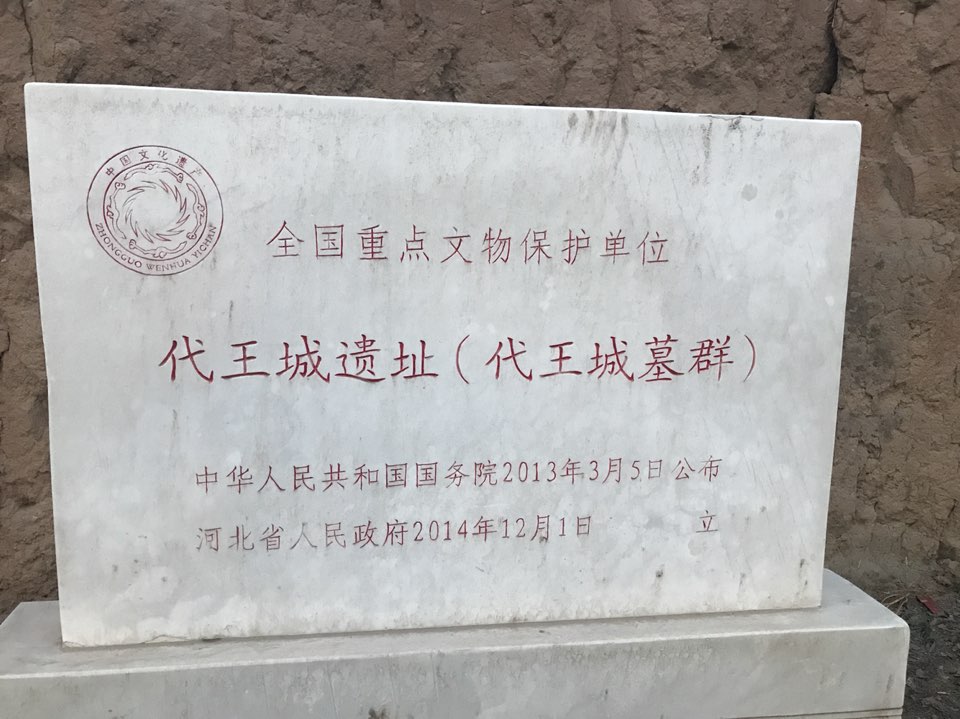 中国文化遗产
ZHONGGUO WENHUA YICHAN
全国重点文物保护单位
代王城遗址（代王城墓群）
中华人民共和国国务院2013年3月5日公布
河北省人民政府2014年12月1日 立